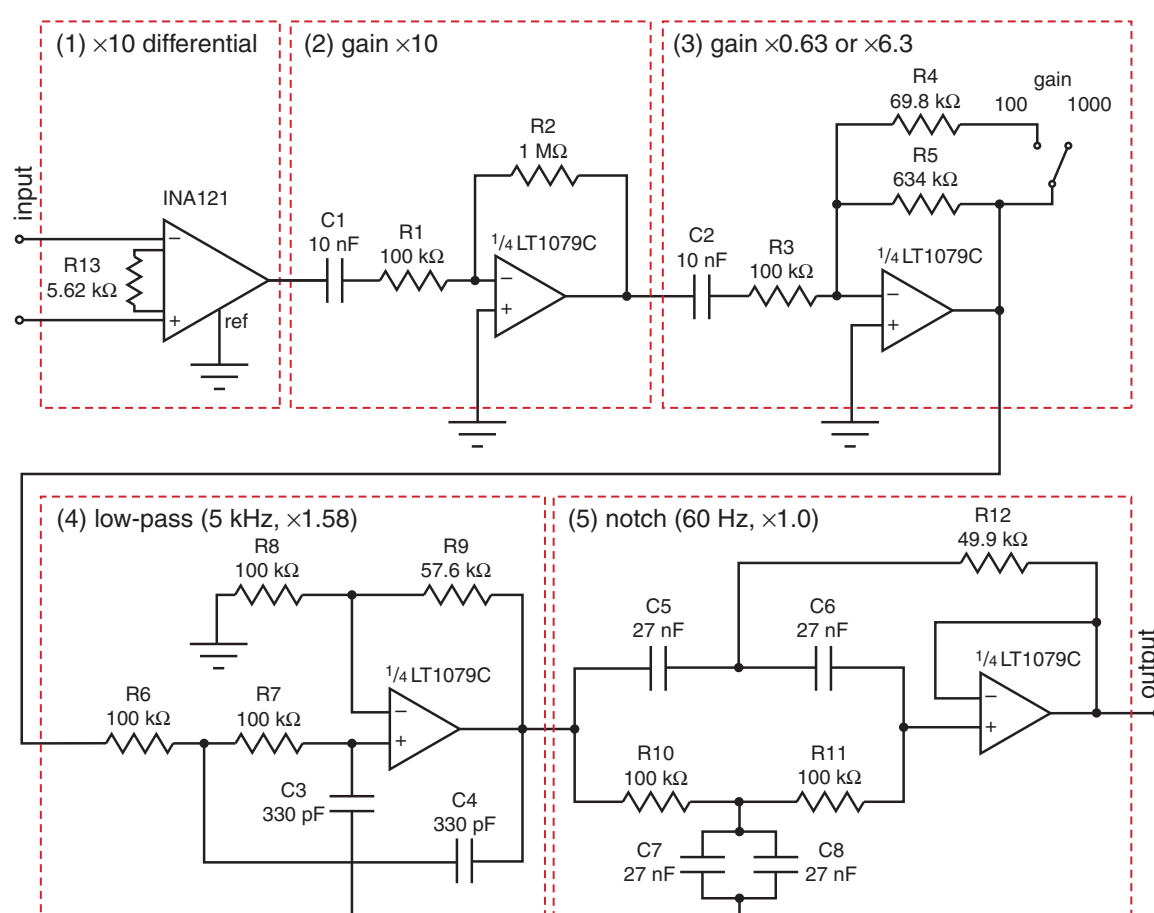 (1) ×10 differential
(2) gain ×10
(3) gain ×0.63 or ×6.3
input
INA121
R13
5.62 kΩ
−
+
ref
C1
10 nF
R1
100 kΩ
R2
1 MΩ
1/4 LT1079C
−
+
C2
10 nF
R3
100 kΩ
R4
69.8 kΩ
R5
634 kΩ
gain
100 1000
1/4 LT1079C
−
+
(4) low-pass (5 kHz, ×1.58)
R8
100 kΩ
R9
57.6 kΩ
1/4 LT1079C
−
+
R6
100 kΩ
R7
100 kΩ
C3
330 pF
C4
330 pF
(5) notch (60 Hz, ×1.0)
R12
49.9 kΩ
C5
27 nF
C6
27 nF
1/4 LT1079C
−
+
R10
100 kΩ
R11
100 kΩ
C7
27 nF
C8
27 nF
output